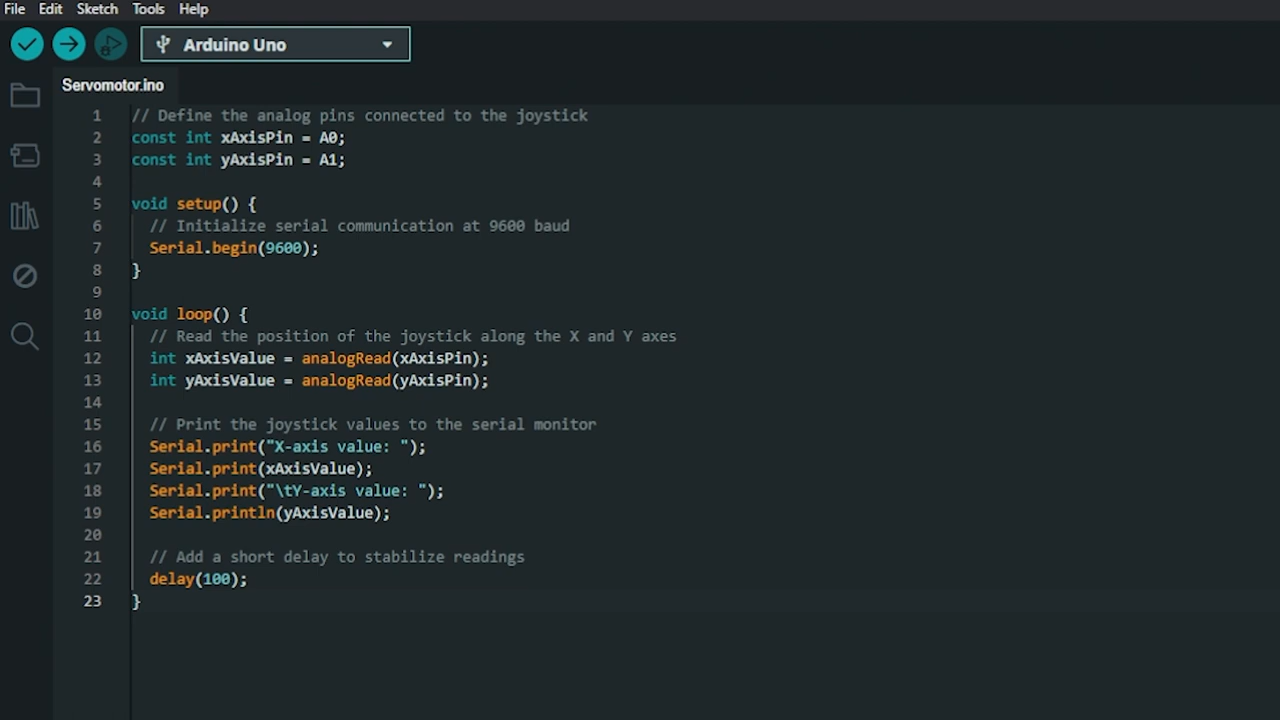 File Edit Sketch Tools Help
Arduino Uno
Servomotor.ino
1 // Define the analog pins connected to the joystick
2 const int xAxisPin = A0;
3 const int yAxisPin = A1;
4
5 void setup() {
6   // Initialize serial communication at 9600 baud
7   Serial.begin(9600);
8 }
9
10 void loop() {
11   // Read the position of the joystick along the X and Y axes
12   int xAxisValue = analogRead(xAxisPin);
13   int yAxisValue = analogRead(yAxisPin);
14
15   // Print the joystick values to the serial monitor
16   Serial.print("X-axis value: ");
17   Serial.print(xAxisValue);
18   Serial.print("\tY-axis value: ");
19   Serial.println(yAxisValue);
20
21   // Add a short delay to stabilize readings
22   delay(100);
23 }